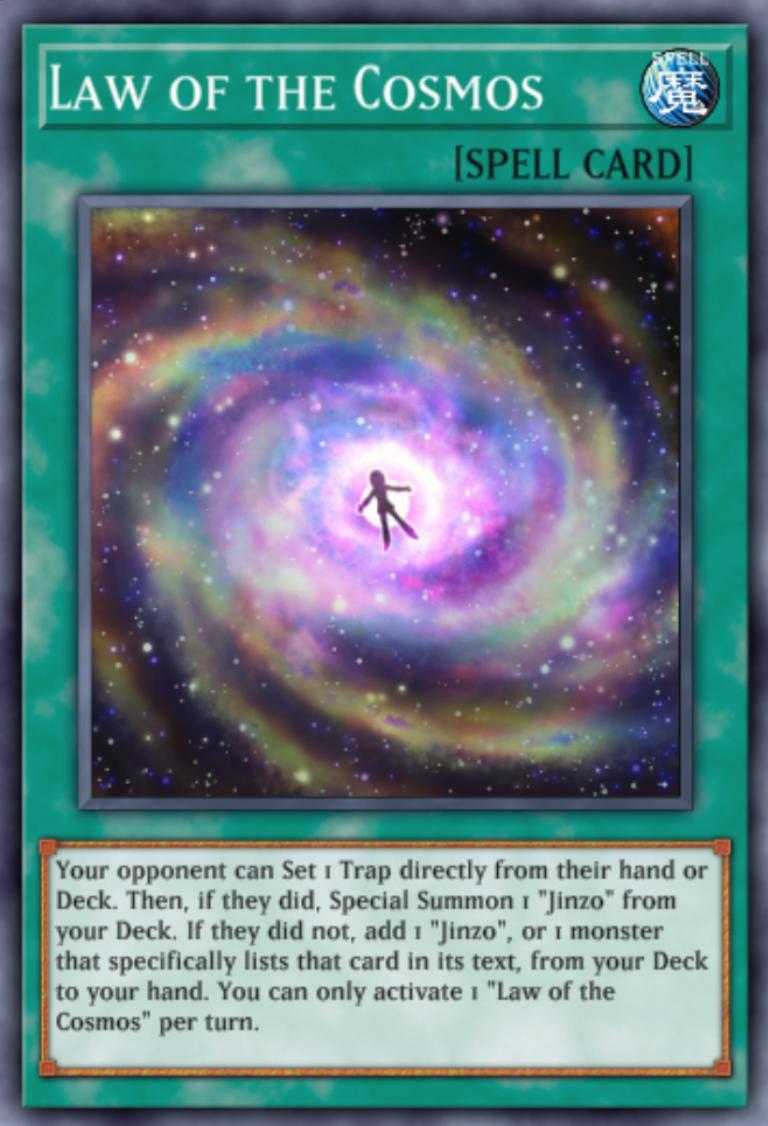 LAW OF THE COSMOS
SPELL
魔
[SPELL CARD]
Your opponent can Set 1 Trap directly from their hand or
Deck. Then, if they did, Special Summon 1 "Jinzo" from
your Deck. If they did not, add 1 "Jinzo", or 1 monster
that specifically lists that card in its text, from your Deck
to your hand. You can only activate 1 "Law of the
Cosmos" per turn.